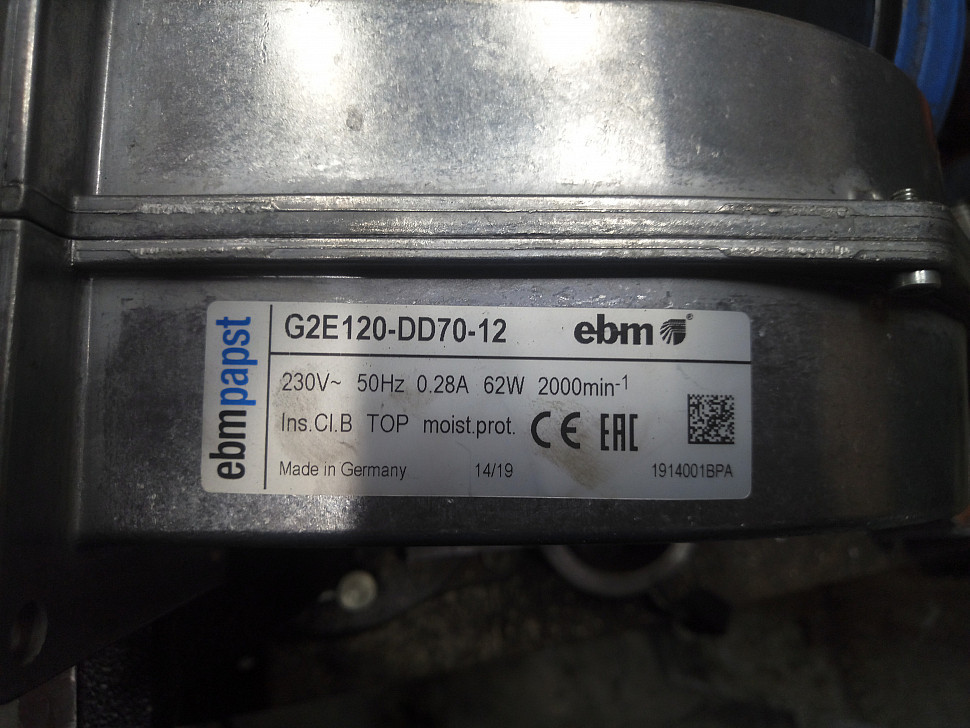 ebmpapst
G2E120-DD70-12 ebm ®
230V~ 50Hz 0.28A 62W 2000min-1
Ins.Cl.B TOP moist.prot. CE EAC
Made in Germany 14/19 1914001BPA